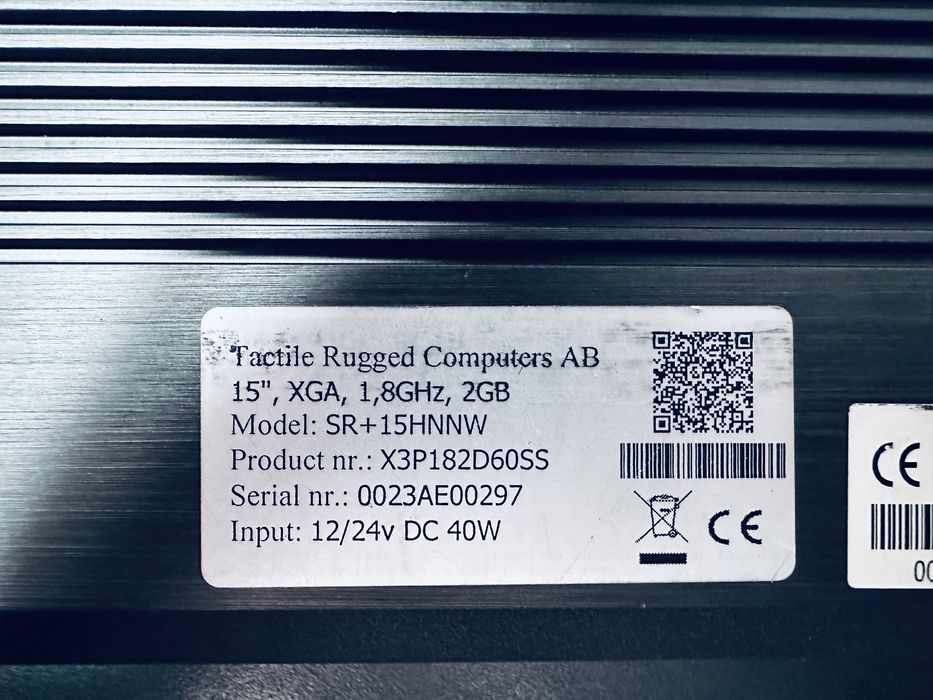 Tactile Rugged Computers AB
15", XGA, 1,8GHz, 2GB
Model: SR+15HNNW
Product nr.: X3P182D60SS
Serial nr.: 0023AE00297
Input: 12/24v DC 40W
CE
CE
00